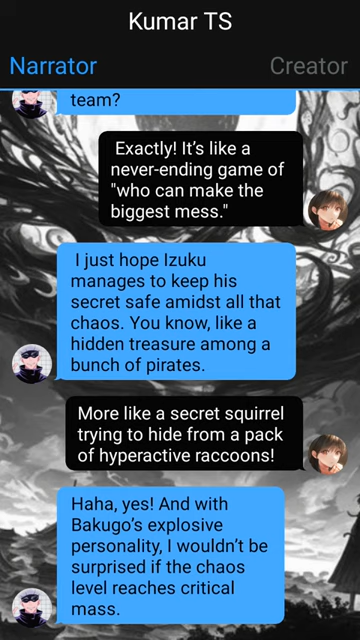 Kumar TS
Narrator
Creator
team?
Exactly! It's like a
never-ending game of
"who can make the
biggest mess."
I just hope Izuku
manages to keep his
secret safe amidst all that
chaos. You know, like a
hidden treasure among a
bunch of pirates.
More like a secret squirrel
trying to hide from a pack
of hyperactive raccoons!
Haha, yes! And with
Bakugo's explosive
personality, I wouldn't be
surprised if the chaos
level reaches critical
mass.